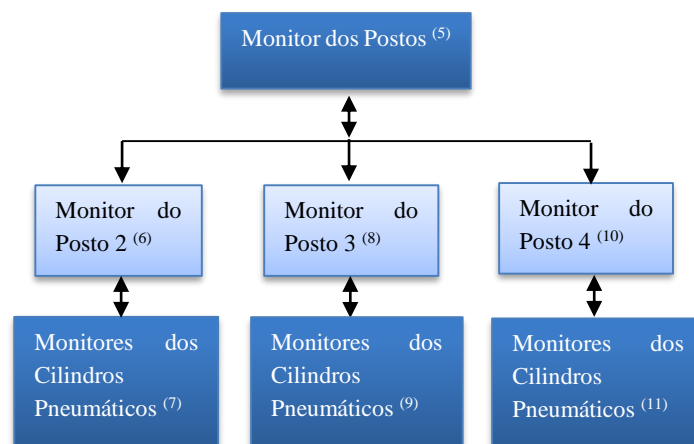 Monitor dos Postos (5)
Monitor do
Posto 2 (6)
Monitor do
Posto 3 (8)
Monitor do
Posto 4 (10)
Monitores dos
Cilindros
Pneumáticos (7)
Monitores dos
Cilindros
Pneumáticos (9)
Monitores dos
Cilindros
Pneumáticos (11)